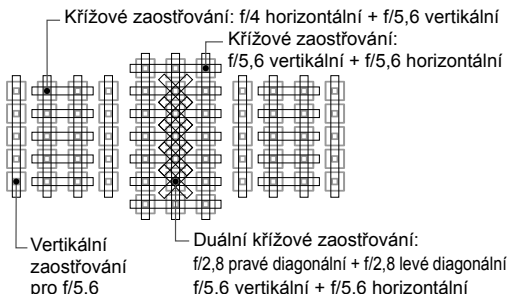 Křížové zaostřování: f/4 horizontální + f/5,6 vertikální
Křížové zaostřování:
f/5,6 vertikální + f/5,6 horizontální
Vertikální
zaostřování
pro f/5,6
Duální křížové zaostřování:
f/2,8 pravé diagonální + f/2,8 levé diagonální
f/5,6 vertikální + f/5,6 horizontální